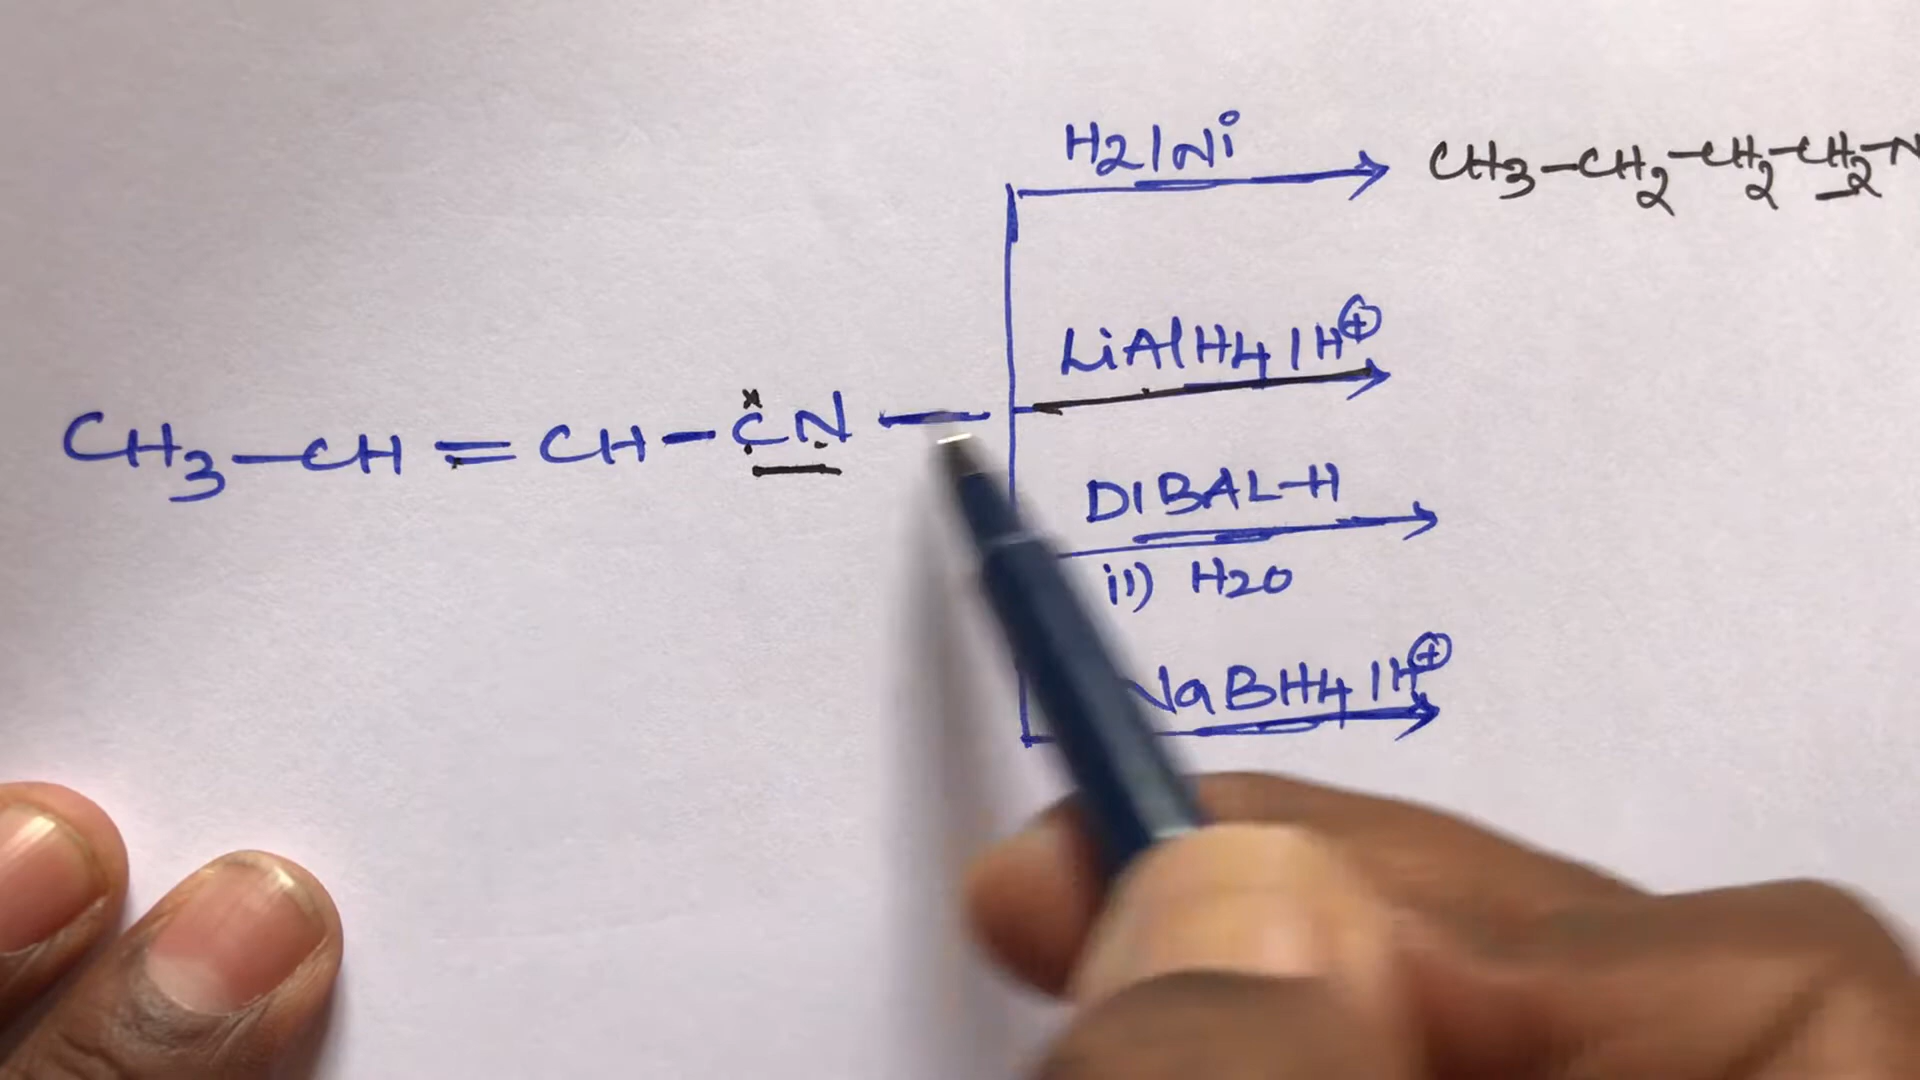 H2/Ni
CH3-CH2-CH2-CH2-N
LiAlH4/H⊕
CH3-CH=CH-CN
DIBAL-H
ii) H2O
NaBH4/H⊕